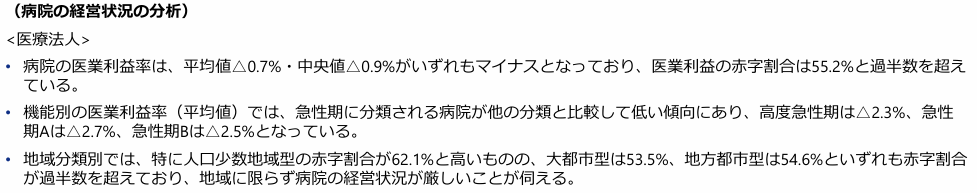 （病院の経営状況の分析）
<医療法人>
• 病院の医業利益率は、平均値△0.7%・中央値△0.9%がいずれもマイナスとなっており、医業利益の赤字割合は55.2%と過半数を超え
ている。
• 機能別の医業利益率（平均値）では、急性期に分類される病院が他の分類と比較して低い傾向にあり、高度急性期は△2.3%、急性
期Aは△2.7%、急性期Bは△2.5%となっている。
• 地域分類別では、特に人口少数地域型の赤字割合が62.1%と高いものの、大都市型は53.5%、地方都市型は54.6%といずれも赤字割合
が過半数を超えており、地域に限らず病院の経営状況が厳しいことが伺える。